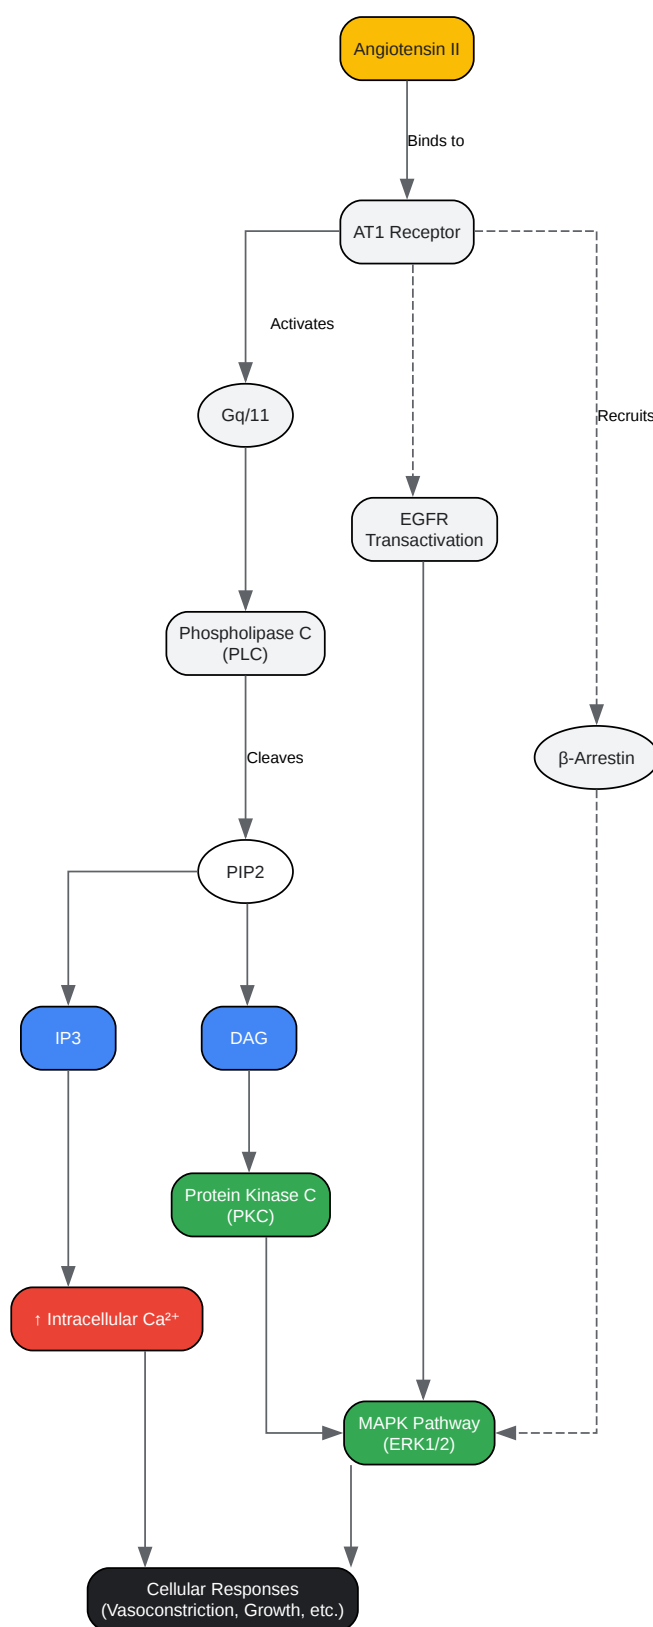 Angiotensin II
Binds to
AT1 Receptor
Activates
Gq/11
Recruits
EGFR
Transactivation
Phospholipase C
(PLC)
Cleaves
β-Arrestin
PIP2
IP3
DAG
Protein Kinase C
(PKC)
↑ Intracellular Ca²⁺
MAPK Pathway
(ERK1/2)
Cellular Responses
(Vasoconstriction, Growth, etc.)